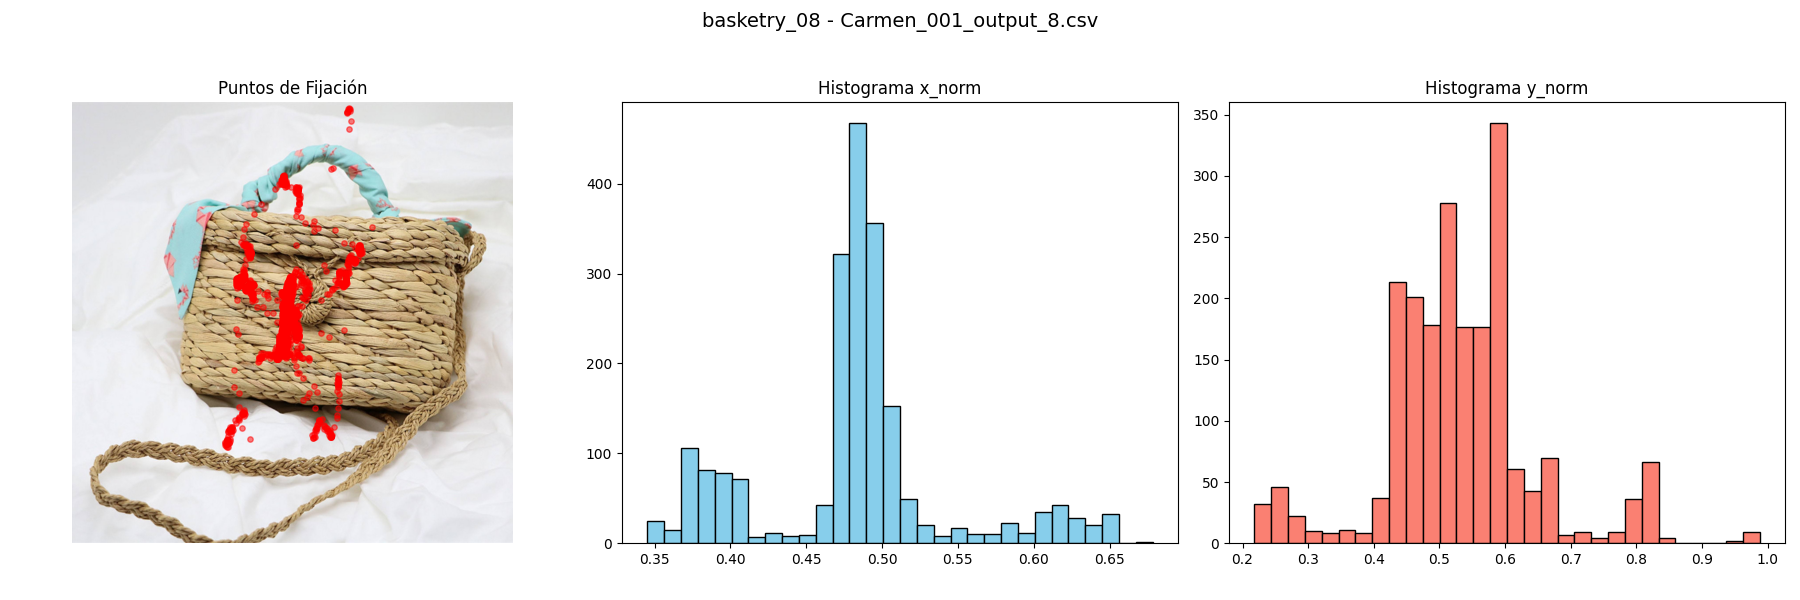 basketry_08 - Carmen_001_output_8.csv
Puntos de Fijación
Histograma x_norm
400
300
200
100
0
0.35 0.40 0.45 0.50 0.55 0.60 0.65
Histograma y_norm
350
300
250
200
150
100
50
0
0.2 0.3 0.4 0.5 0.6 0.7 0.8 0.9 1.0